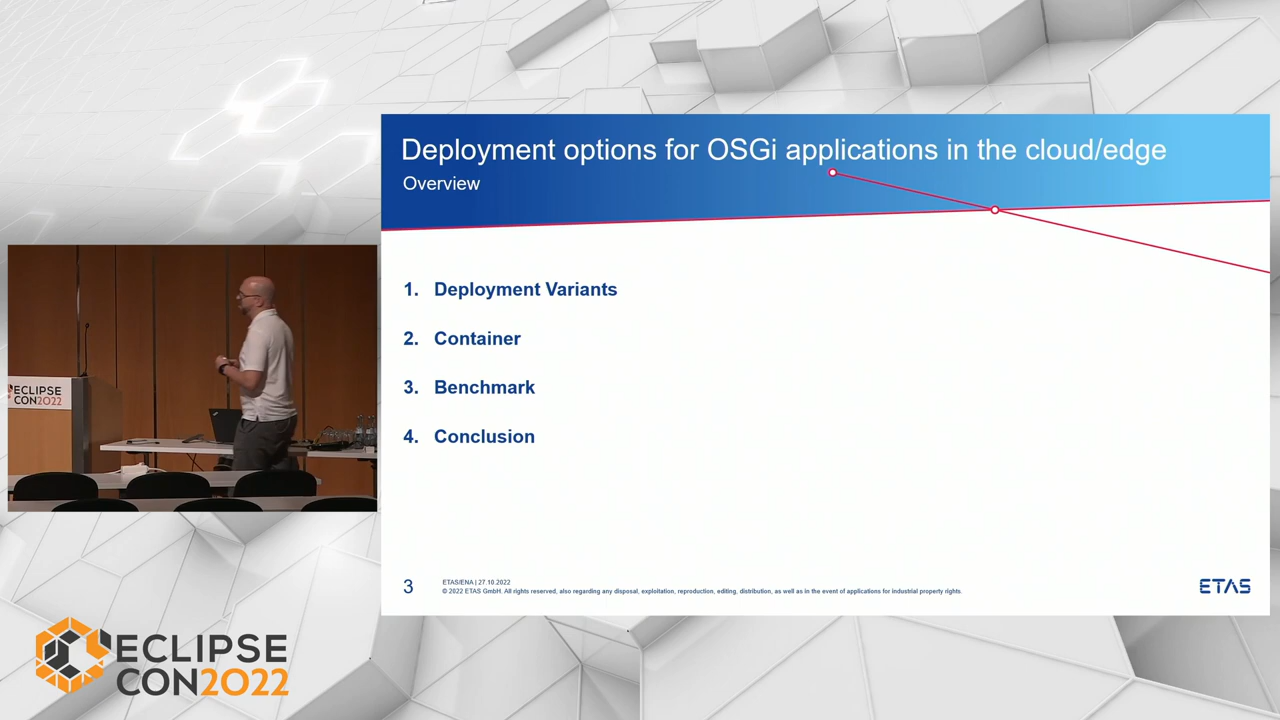 Deployment options for OSGi applications in the cloud/edge
Overview
1. Deployment Variants
2. Container
3. Benchmark
4. Conclusion
3
ETAS/ENA | 27.10.2022
© 2022 ETAS GmbH. All rights reserved, also regarding any disposal, exploitation, reproduction, editing, distribution, as well as in the event of applications for industrial property rights.
ETAS
ECLIPSE
CON2022
ECLIPSE
CON2022